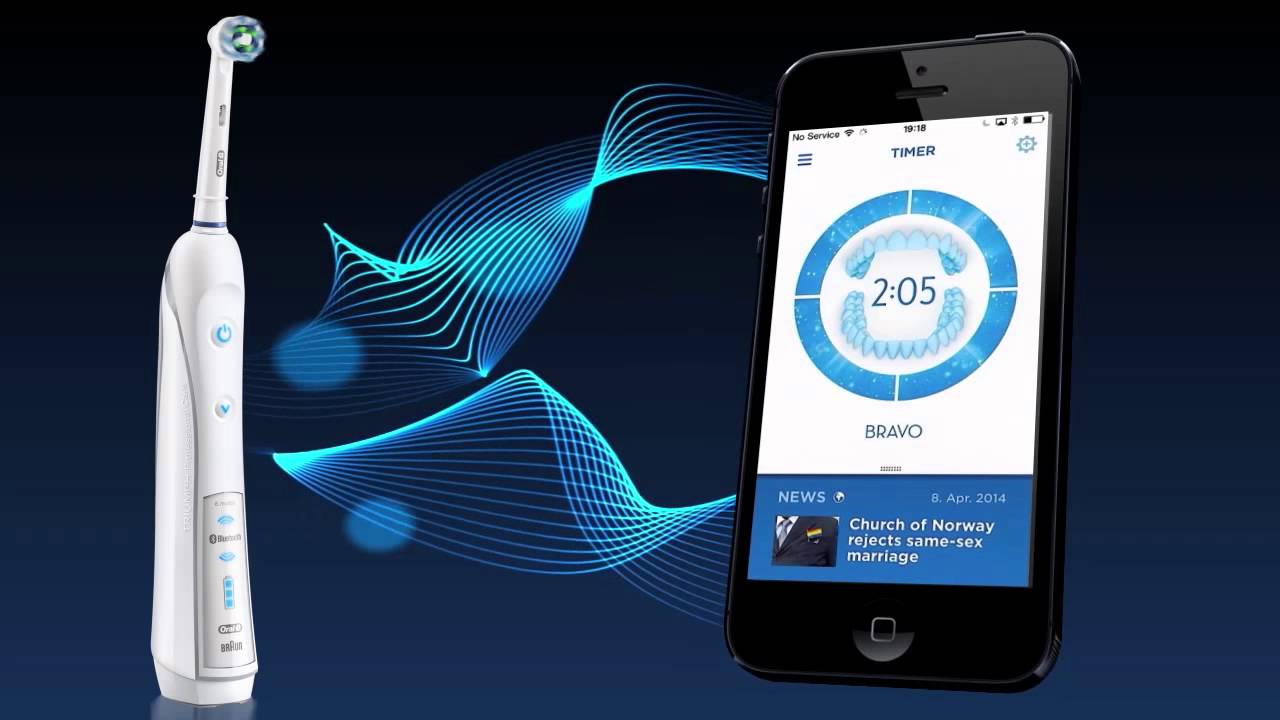 Oral-B
TRIUMPH
Bluetooth
Oral-B
BRAUN
No Service
19:18
TIMER
2:05
BRAVO
NEWS
8. Apr. 2014
Church of Norway
rejects same-sex
marriage